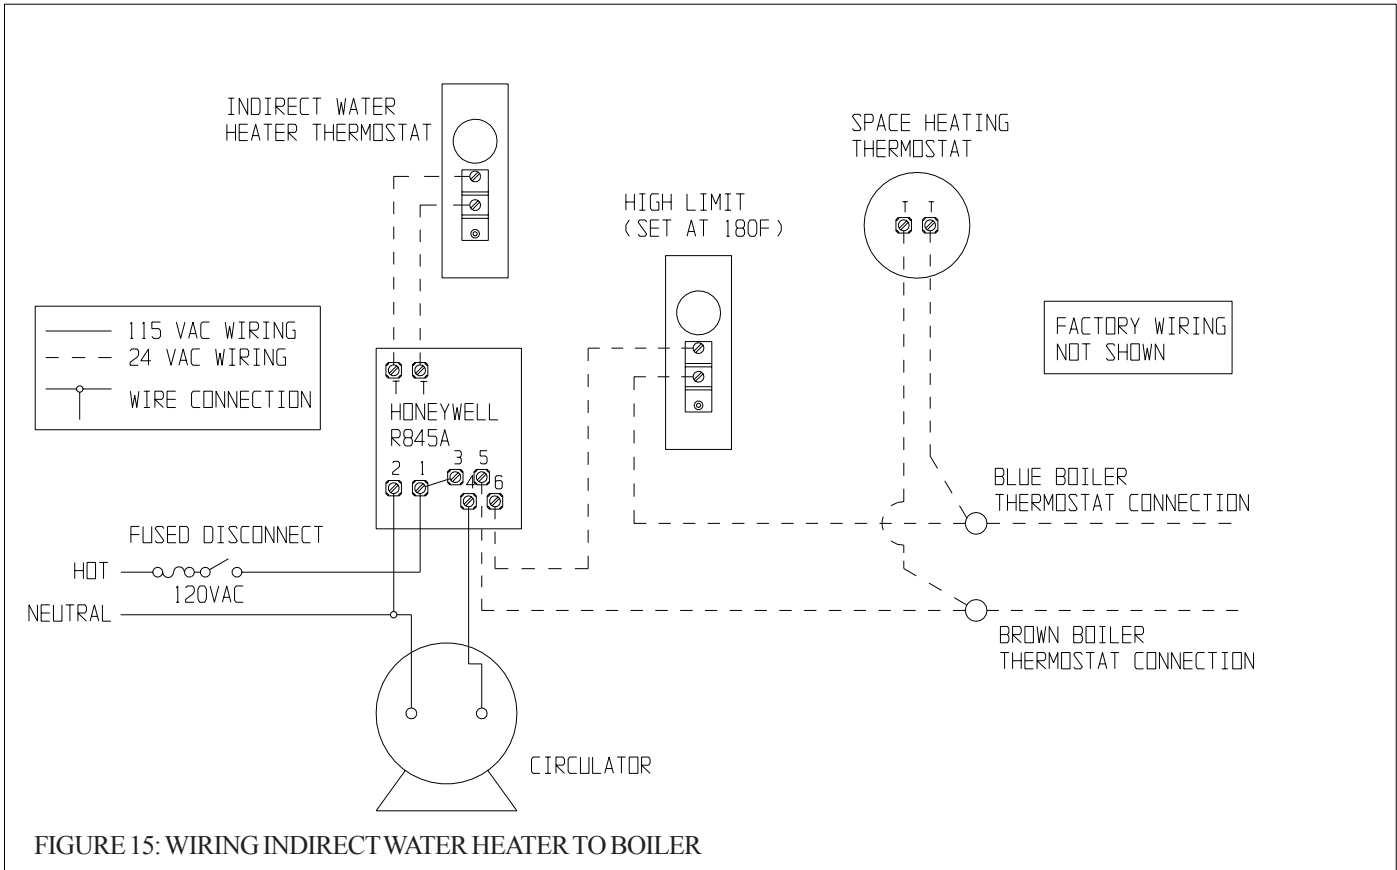 INDIRECT WATER
HEATER THERMOSTAT
SPACE HEATING
THERMOSTAT
T T
HIGH LIMIT
(SET AT 180F)
115 VAC WIRING
24 VAC WIRING
WIRE CONNECTION
FACTORY WIRING
NOT SHOWN
T T
HONEYWELL
R845A
3 5
2 1
4 6
BLUE BOILER
THERMOSTAT CONNECTION
FUSED DISCONNECT
HOT
120VAC
NEUTRAL
BROWN BOILER
THERMOSTAT CONNECTION
CIRCULATOR
FIGURE 15: WIRING INDIRECT WATER HEATER TO BOILER